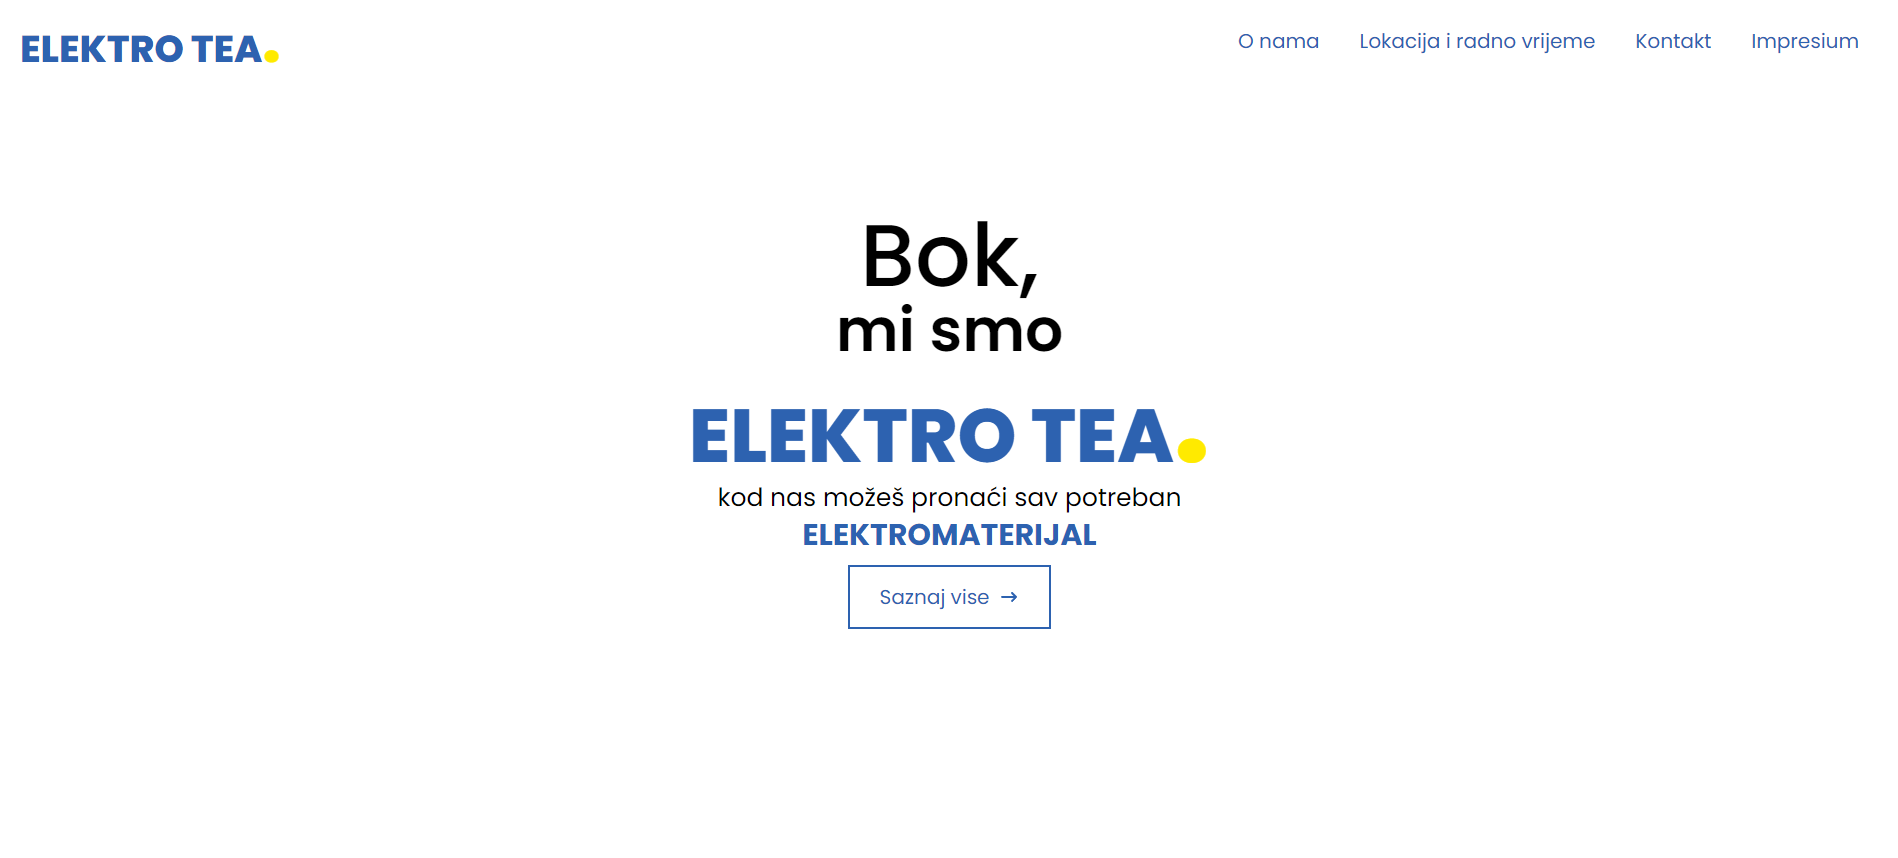 ELEKTRO TEA.
O nama
Lokacija i radno vrijeme
Kontakt
Impresium
Bok,
mi smo
ELEKTRO TEA.
kod nas možeš pronaći sav potreban
ELEKTROMATERIJAL
Saznaj vise →